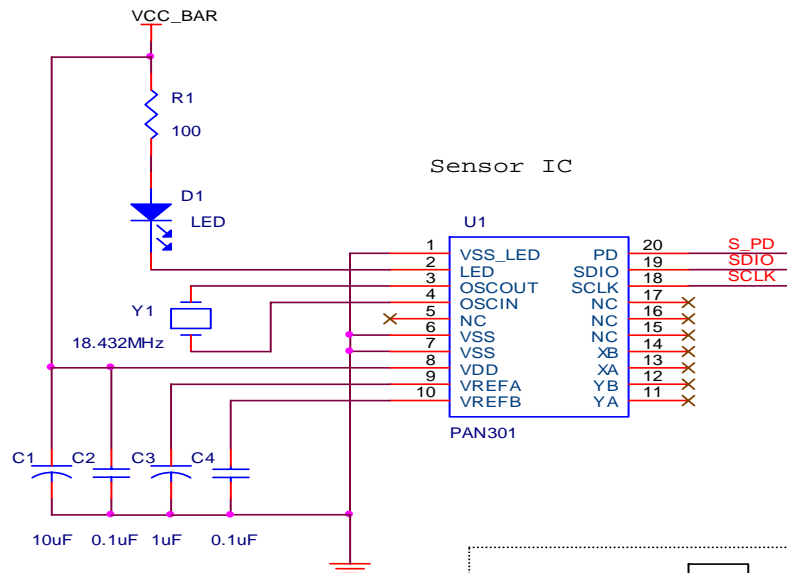 VCC_BAR
R1
100
Sensor IC
D1
LED
U1
1 VSS_LED PD 20 S_PD
2 LED SDIO 19 SDIO
3 OSCOUT SCLK 18 SCLK
4 OSCIN NC 17
5 NC NC 16
6 VSS NC 15
7 VSS XB 14
8 VDD XA 13
9 VREFA YB 12
10 VREFB YA 11
Y1
18.432MHz
PAN301
C1 C2 C3 C4
10uF 0.1uF 1uF 0.1uF